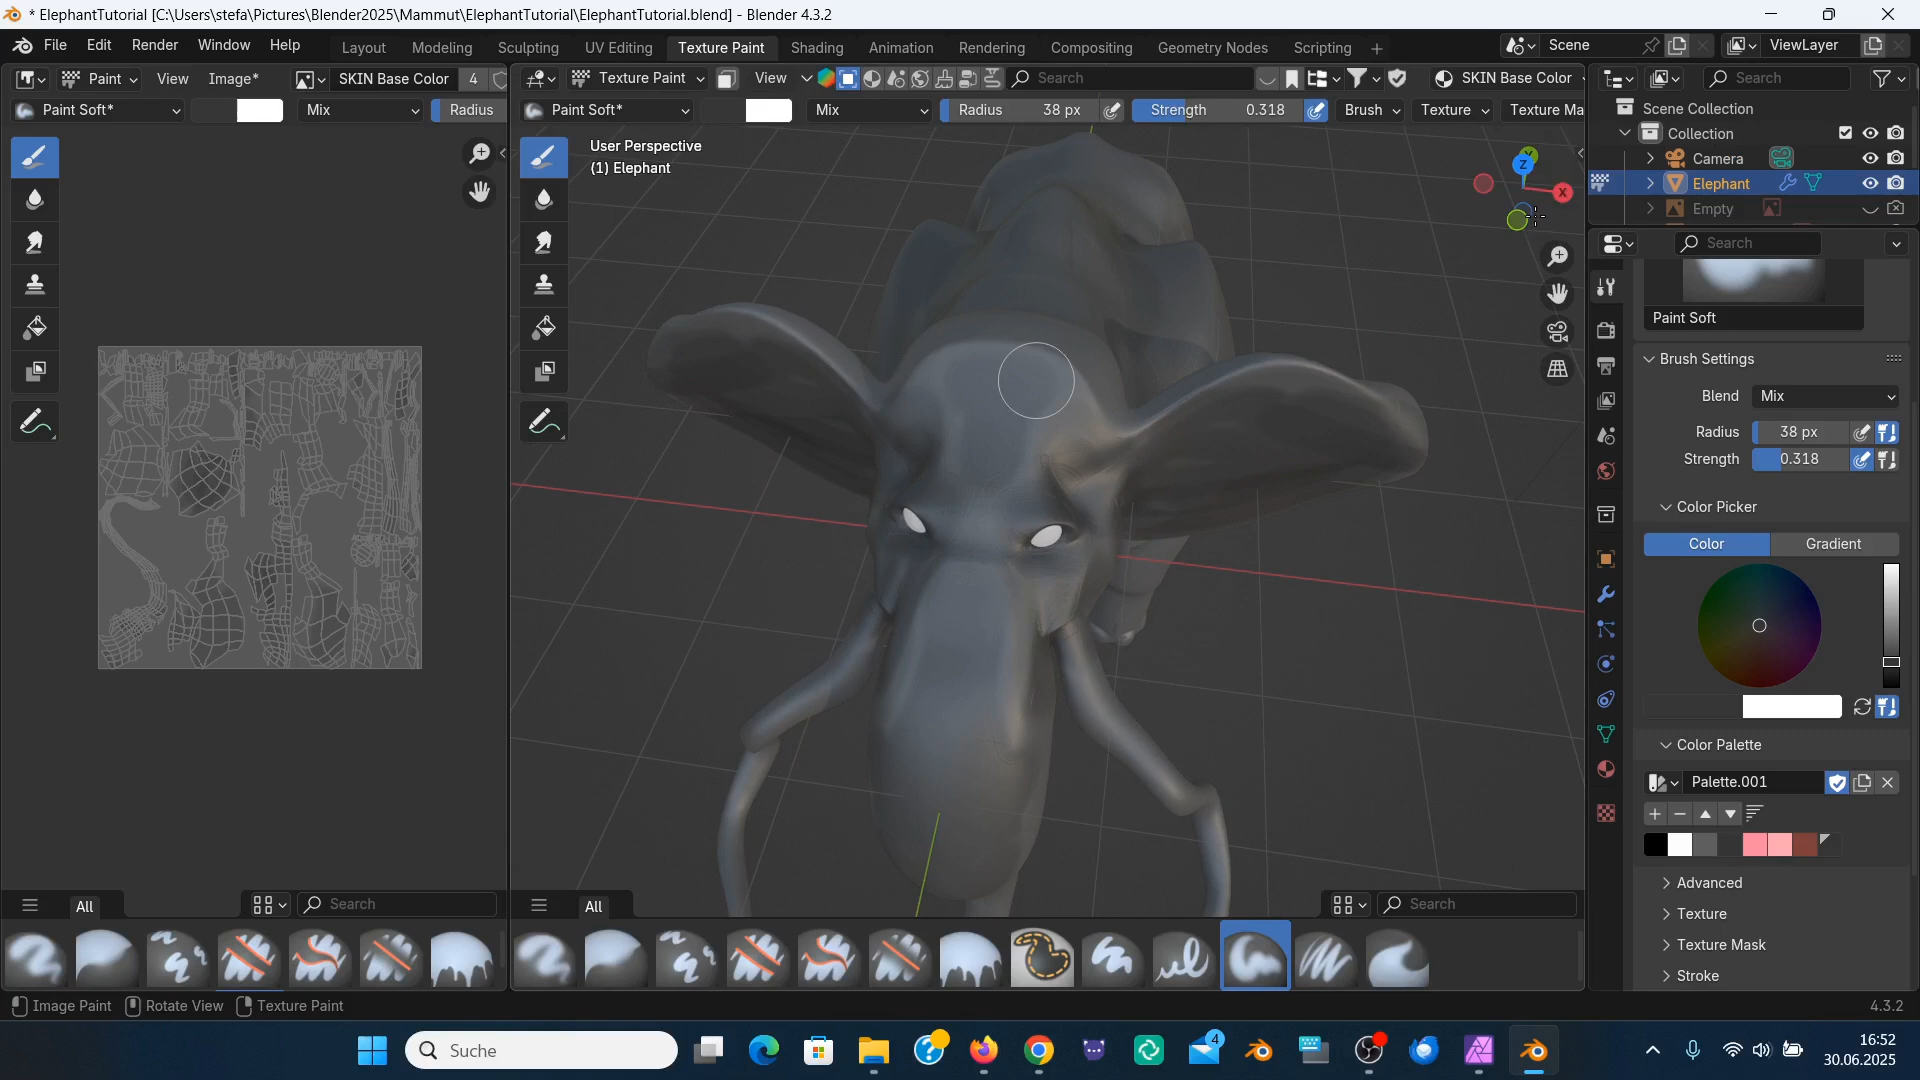 * ElephantTutorial [C:\Users\stefa\Pictures\Blender2025\Mammut\ElephantTutorial\ElephantTutorial.blend] - Blender 4.3.2
File Edit Render Window Help
Layout Modeling Sculpting UV Editing Texture Paint Shading Animation Rendering Compositing Geometry Nodes Scripting
Scene
ViewLayer
Paint View Image* SKIN Base Color 4
Texture Paint View Search SKIN Base Color
Search
Paint Soft* Mix Radius
Paint Soft* Mix Radius 38 px Strength 0.318 Brush Texture Texture Ma
Scene Collection
Collection
Camera
Elephant
Empty
User Perspective
(1) Elephant
Z
X
Search
Paint Soft
Brush Settings
Blend Mix
Radius 38 px
Strength 0.318
Color Picker
Color Gradient
Color Palette
Palette.001
Advanced
Texture
Texture Mask
Stroke
All Search
All Search
Image Paint Rotate View Texture Paint
4.3.2
Suche
4
16:52
30.06.2025